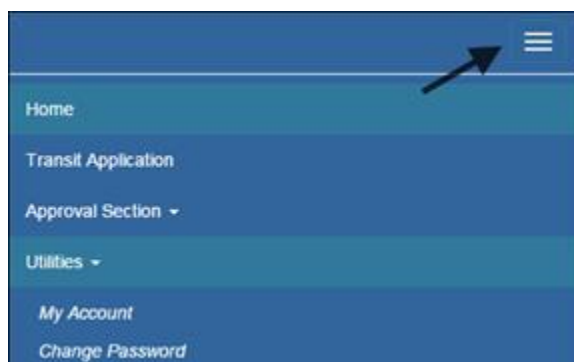 Home
Transit Application
Approval Section
Utilities
My Account
Change Password